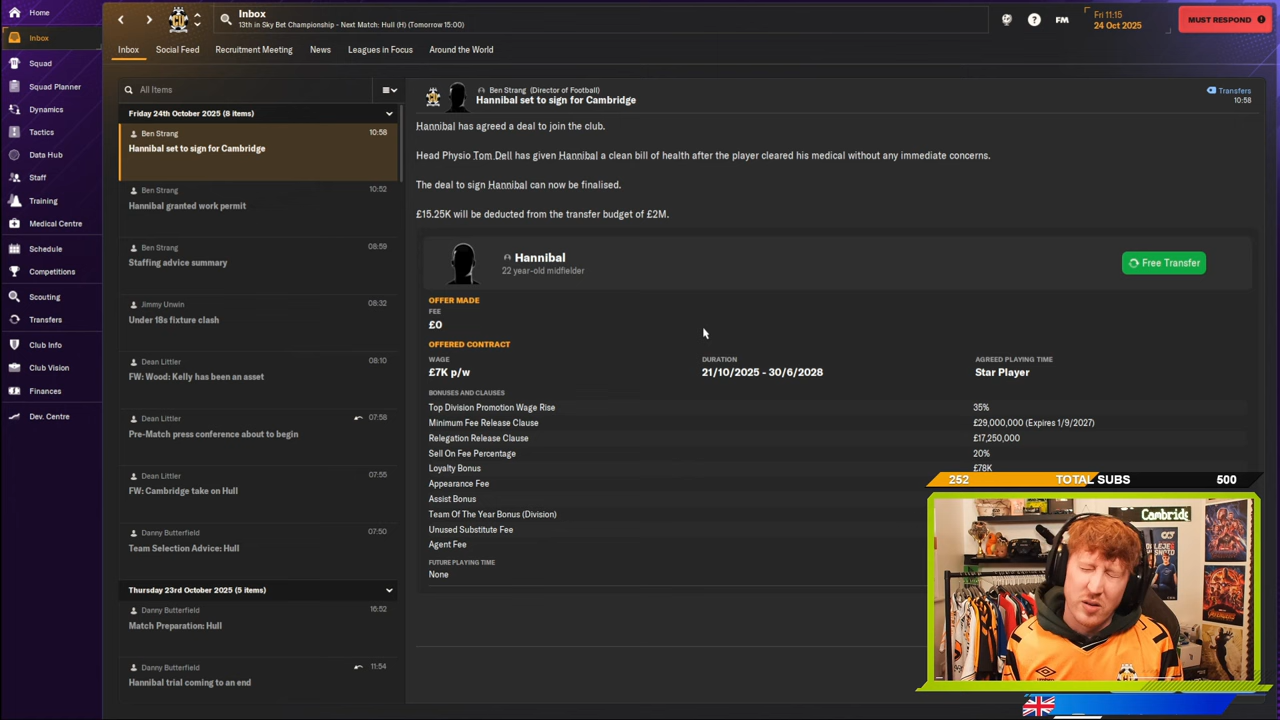 Home
Inbox
Squad
Squad Planner
Dynamics
Tactics
Data Hub
Staff
Training
Medical Centre
Schedule
Competitions
Scouting
Transfers
Club Info
Club Vision
Finances
Dev. Centre
Inbox
13th in Sky Bet Championship - Next Match: Hull (H) (Tomorrow 15:00)
FM
Fri 11:15
24 Oct 2025
MUST RESPOND
Inbox
Social Feed
Recruitment Meeting
News
Leagues in Focus
Around the World
All Items
Friday 24th October 2025 (8 items)
Ben Strang 10:58
Hannibal set to sign for Cambridge
Ben Strang 10:52
Hannibal granted work permit
Ben Strang 08:59
Staffing advice summary
Jimmy Unwin 08:32
Under 18s fixture clash
Dean Littler 08:10
FW: Wood: Kelly has been an asset
Dean Littler 07:58
Pre-Match press conference about to begin
Dean Littler 07:55
FW: Cambridge take on Hull
Danny Butterfield 07:50
Team Selection Advice: Hull
Thursday 23rd October 2025 (5 items)
Danny Butterfield 16:52
Match Preparation: Hull
Danny Butterfield 11:54
Hannibal trial coming to an end
Ben Strang (Director of Football)
Hannibal set to sign for Cambridge
Transfers
10:58
Hannibal has agreed a deal to join the club.
Head Physio Tom Dell has given Hannibal a clean bill of health after the player cleared his medical without any immediate concerns.
The deal to sign Hannibal can now be finalised.
£15.25K will be deducted from the transfer budget of £2M.
Hannibal
22 year-old midfielder
Free Transfer
OFFER MADE
FEE
£0
OFFERED CONTRACT
WAGE DURATION AGREED PLAYING TIME
£7K p/w 21/10/2025 - 30/6/2028 Star Player
BONUSES AND CLAUSES
Top Division Promotion Wage Rise 35%
Minimum Fee Release Clause £29,000,000 (Expires 1/9/2027)
Relegation Release Clause £17,250,000
Sell On Fee Percentage 20%
Loyalty Bonus £78K
Appearance Fee
Assist Bonus
Team Of The Year Bonus (Division)
Unused Substitute Fee
Agent Fee
FUTURE PLAYING TIME
None
252 TOTAL SUBS 500
Cambridg
umbro
AVENGERS